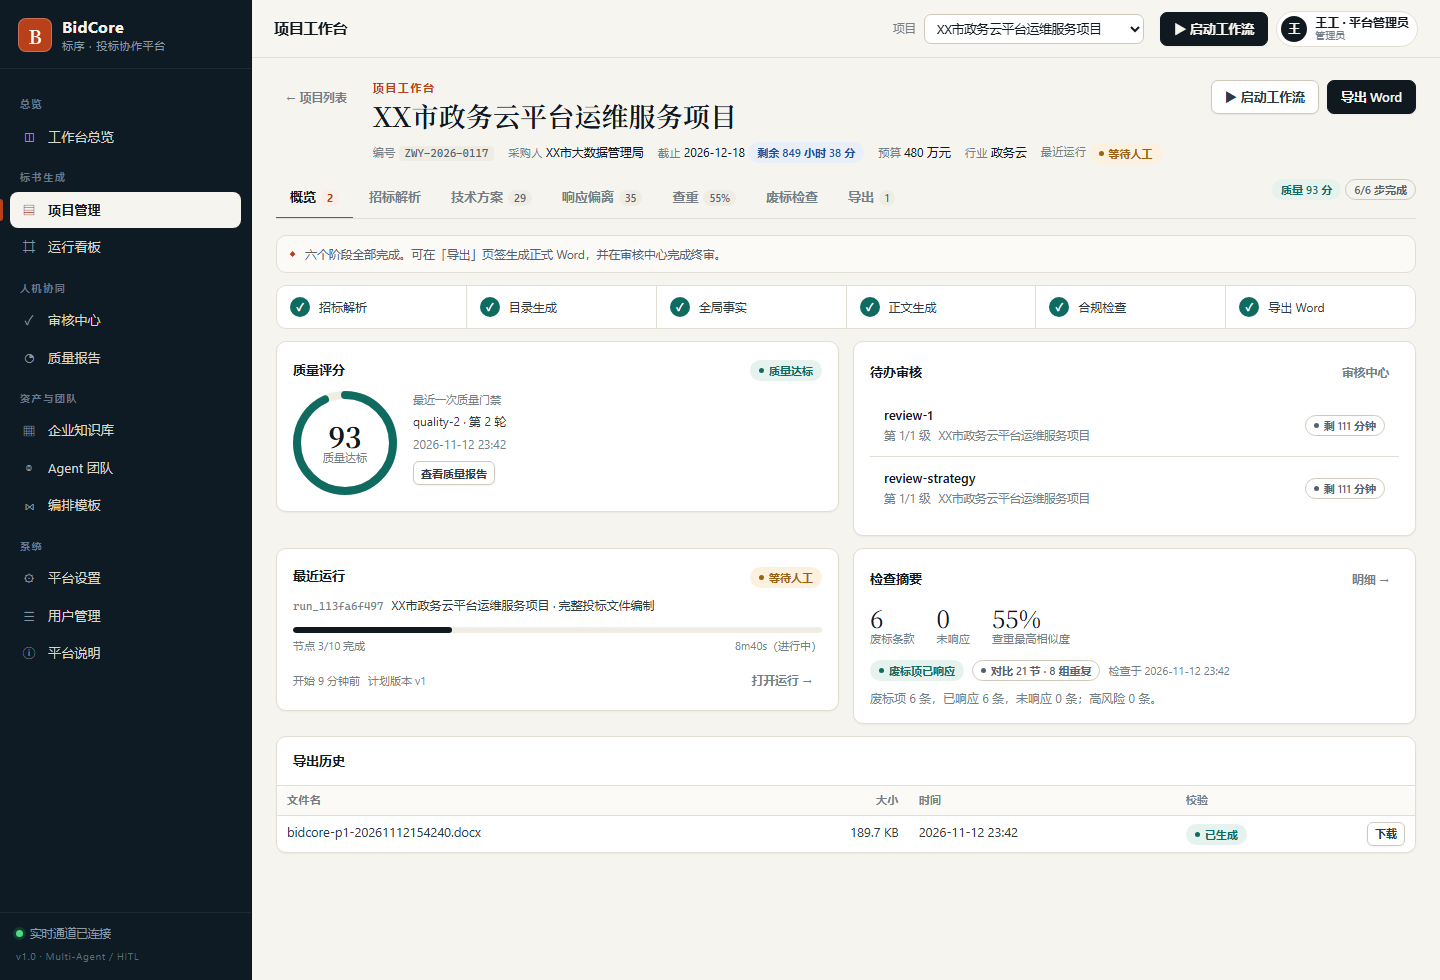 B
BidCore
标序 · 投标协作平台
总览
工作台总览
标书生成
项目管理
运行看板
人机协同
审核中心
质量报告
资产与团队
企业知识库
Agent 团队
编排模板
系统
平台设置
用户管理
平台说明
实时通道已连接
v1.0 · Multi-Agent / HITL
项目工作台
项目
XX市政务云平台运维服务项目
▶ 启动工作流
王
王工 · 平台管理员
管理员
← 项目列表
项目工作台
XX市政务云平台运维服务项目
▶ 启动工作流
导出 Word
编号 ZWY-2026-0117 采购人 XX市大数据管理局 截止 2026-12-18 剩余 849 小时 38 分 预算 480 万元 行业 政务云 最近运行 等待人工
概览 2 招标解析 技术方案 29 响应偏离 35 查重 55% 废标检查 导出 1
质量 93 分 6/6 步完成
六个阶段全部完成。可在「导出」页签生成正式 Word，并在审核中心完成终审。
招标解析 目录生成 全局事实 正文生成 合规检查 导出 Word
质量评分
质量达标
93
质量达标
最近一次质量门禁
quality-2 · 第 2 轮
2026-11-12 23:42
查看质量报告
待办审核
审核中心
review-1
第 1/1 级 XX市政务云平台运维服务项目
剩 111 分钟
review-strategy
第 1/1 级 XX市政务云平台运维服务项目
剩 111 分钟
最近运行
等待人工
run_113fa6f497 XX市政务云平台运维服务项目 · 完整投标文件编制
节点 3/10 完成
8m40s（进行中）
开始 9 分钟前 计划版本 v1
打开运行 →
检查摘要
明细 →
6 0 55%
废标条款 未响应 查重最高相似度
废标项已响应 对比 21 节 · 8 组重复 检查于 2026-11-12 23:42
废标项 6 条，已响应 6 条，未响应 0 条；高风险 0 条。
导出历史
文件名 大小 时间 校验
bidcore-p1-20261112154240.docx 189.7 KB 2026-11-12 23:42 已生成 下载